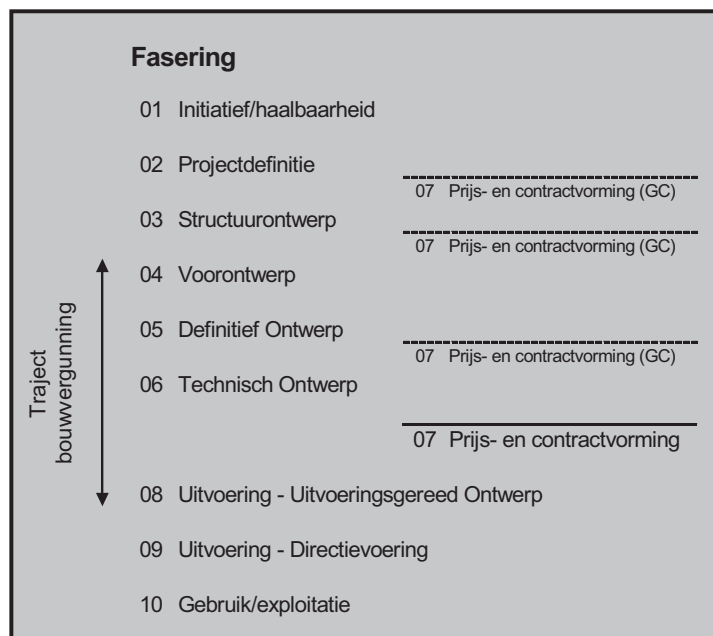 Fasering
01 Initiatief/haalbaarheid
02 Projectdefinitie
07 Prijs- en contractvorming (GC)
03 Structuurontwerp
07 Prijs- en contractvorming (GC)
04 Voorontwerp
05 Definitief Ontwerp
07 Prijs- en contractvorming (GC)
06 Technisch Ontwerp
07 Prijs- en contractvorming
08 Uitvoering - Uitvoeringsgereed Ontwerp
09 Uitvoering - Directievoering
10 Gebruik/exploitatie
Traject
bouwvergunning